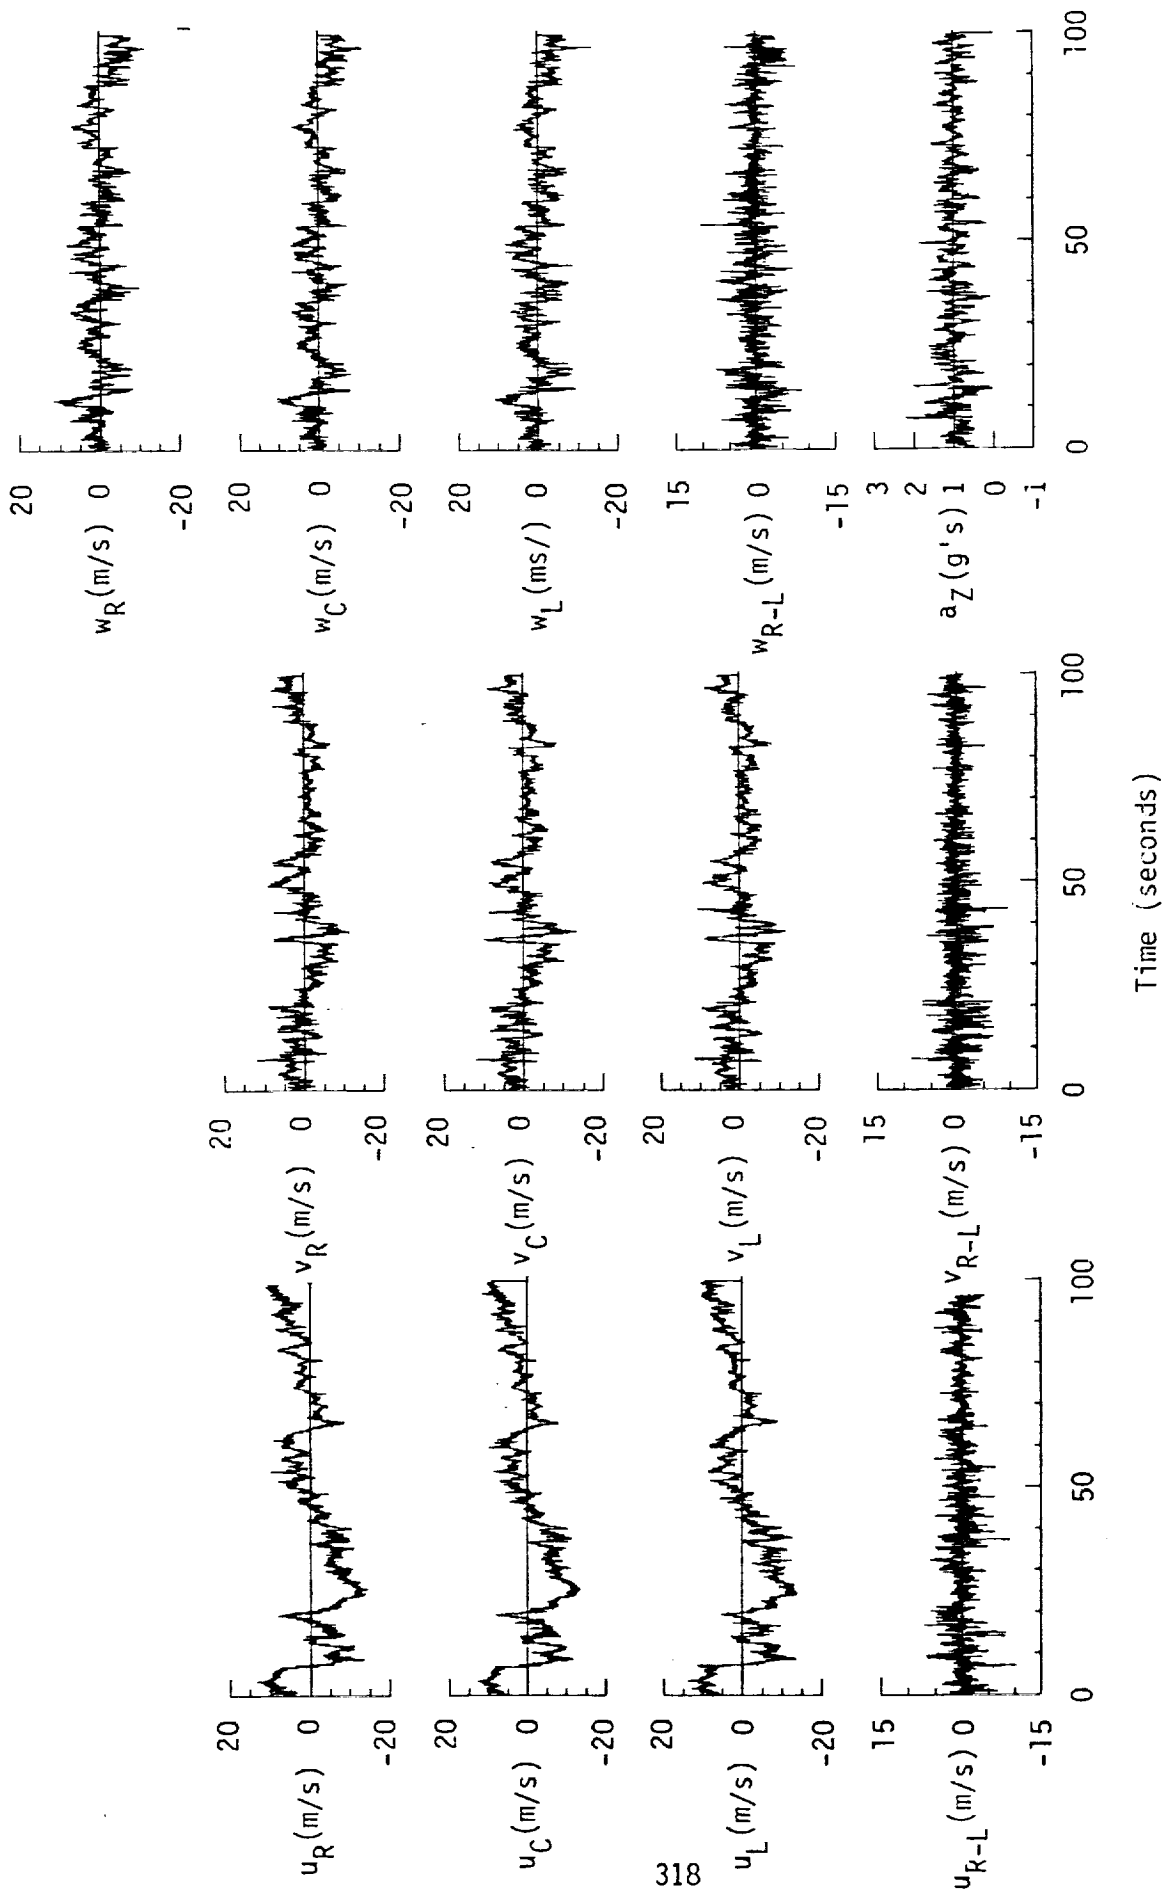 20
w_R (m/s) 0
-20
20
w_C (m/s) 0
-20
20
w_L (ms/) 0
-20
15
w_R-L (m/s) 0
-15
3
2
a_Z (g's) 1
0
-1
0 50 100
20
v_R (m/s) 0
-20
20
v_C (m/s) 0
-20
20
v_L (m/s) 0
-20
15
v_R-L (m/s) 0
-15
0 50 100
20
u_R (m/s) 0
-20
20
u_C (m/s) 0
-20
20
u_L (m/s) 0
-20
15
u_R-L (m/s) 0
-15
0 50 100
Time (seconds)
318